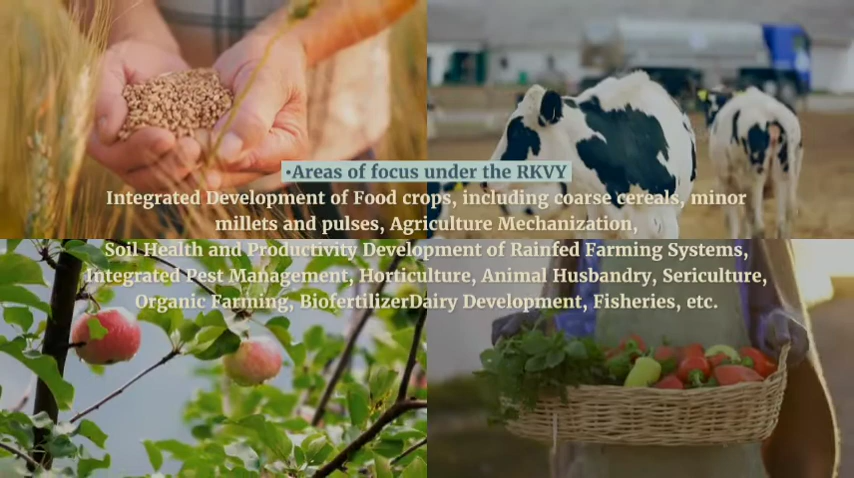 •Areas of focus under the RKVY
Integrated Development of Food crops, including coarse cereals, minor
millets and pulses, Agriculture Mechanization,
Soil Health and Productivity Development of Rainfed Farming Systems,
Integrated Pest Management, Horticulture, Animal Husbandry, Sericulture,
Organic Farming, BiofertilizerDairy Development, Fisheries, etc.